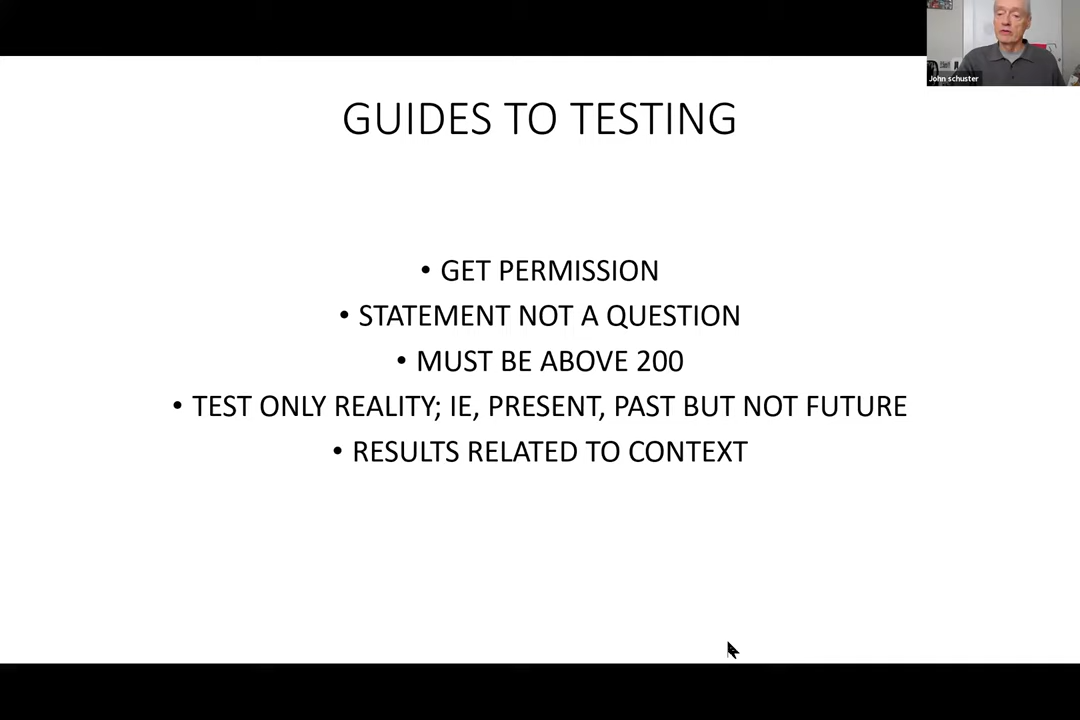 John schuster
GUIDES TO TESTING
• GET PERMISSION
• STATEMENT NOT A QUESTION
• MUST BE ABOVE 200
• TEST ONLY REALITY; IE, PRESENT, PAST BUT NOT FUTURE
• RESULTS RELATED TO CONTEXT